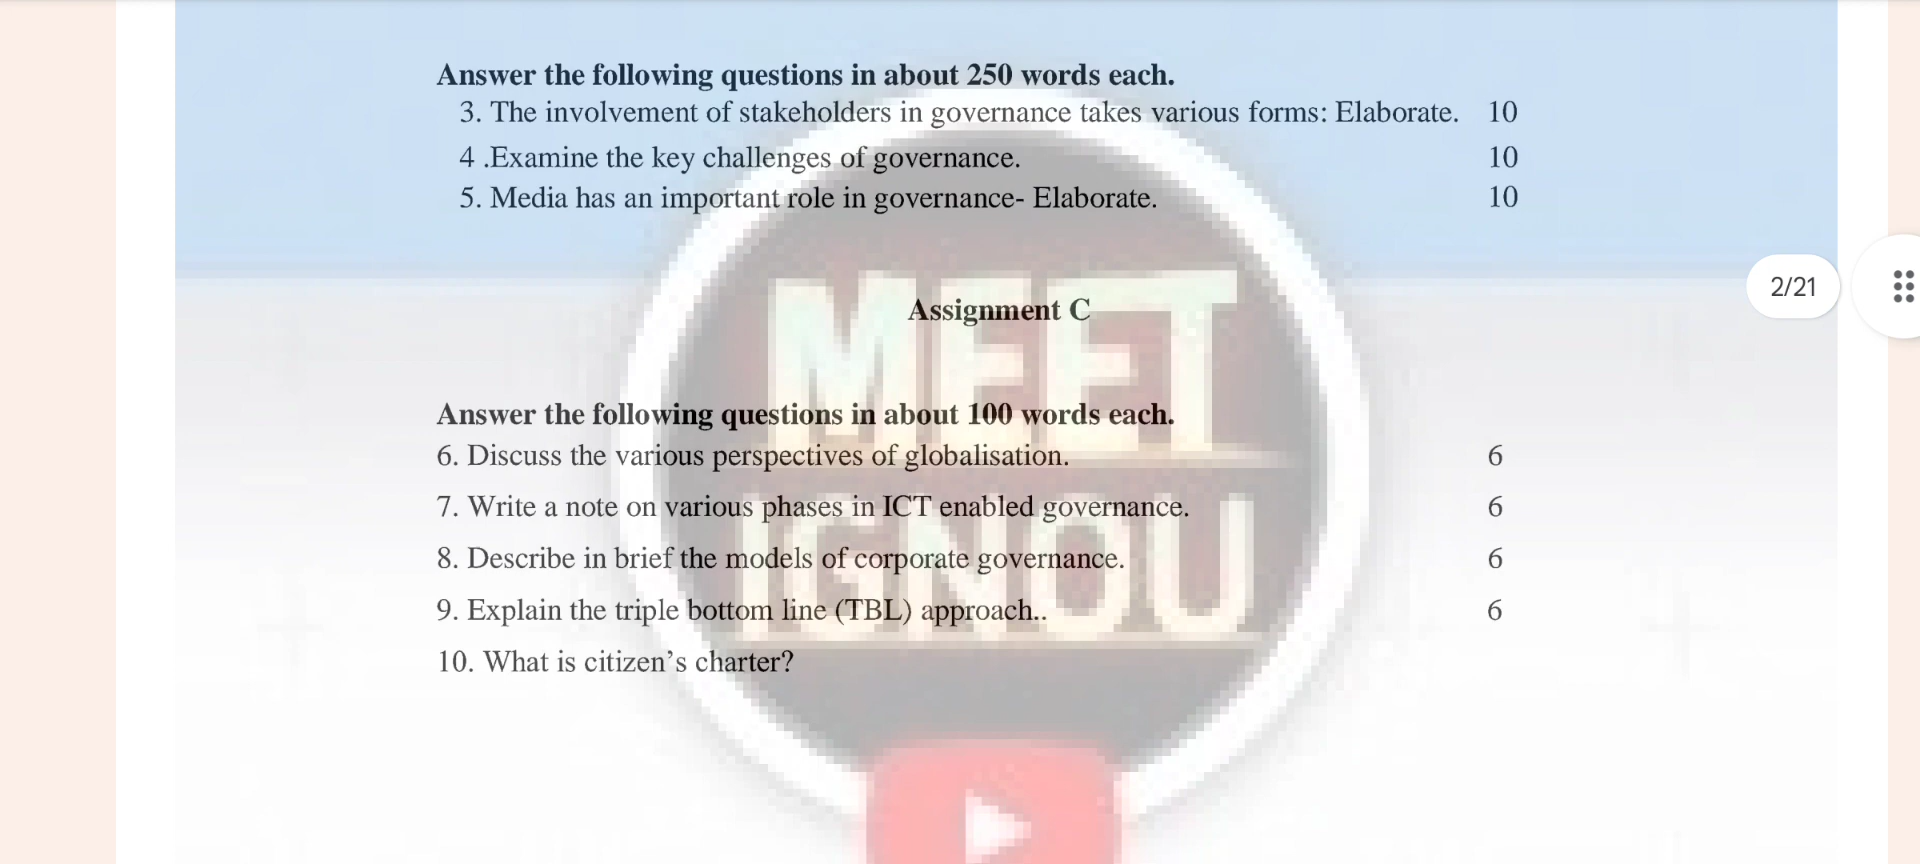 Answer the following questions in about 250 words each.
3. The involvement of stakeholders in governance takes various forms: Elaborate. 10
4 .Examine the key challenges of governance. 10
5. Media has an important role in governance- Elaborate. 10
2/21
Assignment C
MEET
Answer the following questions in about 100 words each.
6. Discuss the various perspectives of globalisation. 6
7. Write a note on various phases in ICT enabled governance. 6
IGNOU
8. Describe in brief the models of corporate governance. 6
9. Explain the triple bottom line (TBL) approach.. 6
10. What is citizen’s charter?